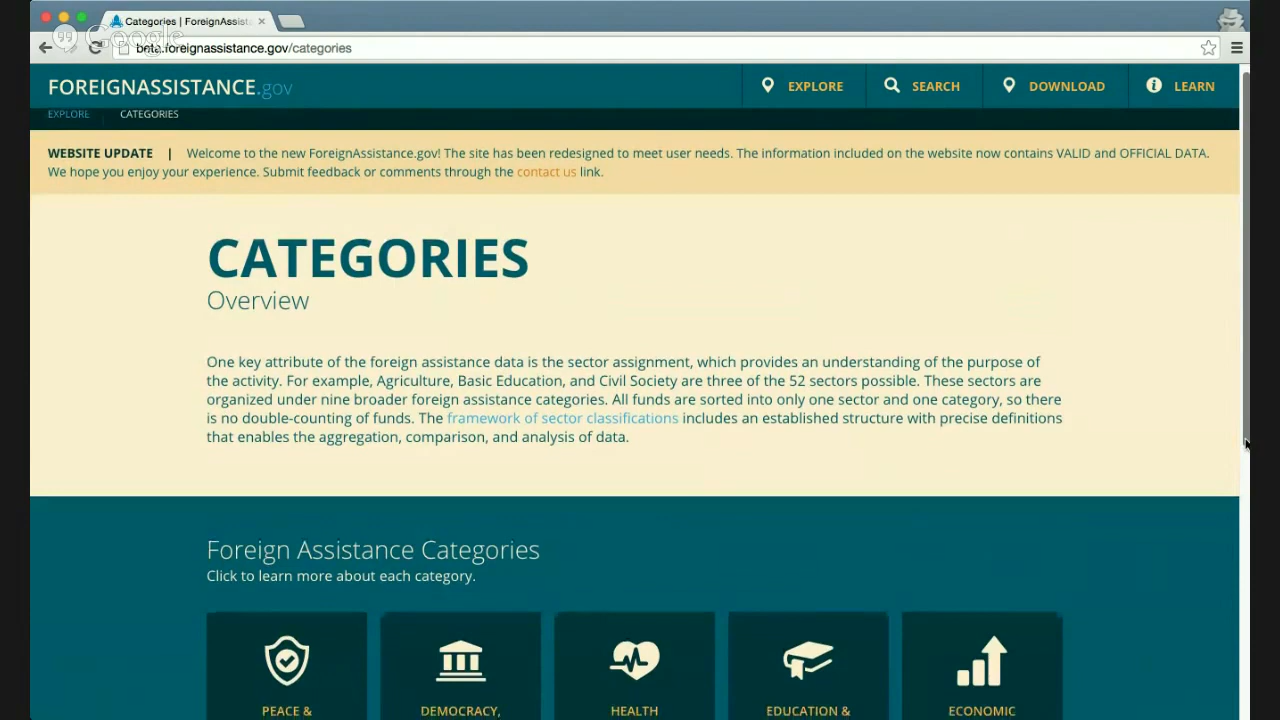 Categories | ForeignAssist
Google
beta.foreignassistance.gov/categories
FOREIGNASSISTANCE.gov
EXPLORE
SEARCH
DOWNLOAD
LEARN
EXPLORE
CATEGORIES
WEBSITE UPDATE | Welcome to the new ForeignAssistance.gov! The site has been redesigned to meet user needs. The information included on the website now contains VALID and OFFICIAL DATA.
We hope you enjoy your experience. Submit feedback or comments through the contact us link.
CATEGORIES
Overview
One key attribute of the foreign assistance data is the sector assignment, which provides an understanding of the purpose of
the activity. For example, Agriculture, Basic Education, and Civil Society are three of the 52 sectors possible. These sectors are
organized under nine broader foreign assistance categories. All funds are sorted into only one sector and one category, so there
is no double-counting of funds. The framework of sector classifications includes an established structure with precise definitions
that enables the aggregation, comparison, and analysis of data.
Foreign Assistance Categories
Click to learn more about each category.
PEACE &
DEMOCRACY,
HEALTH
EDUCATION &
ECONOMIC